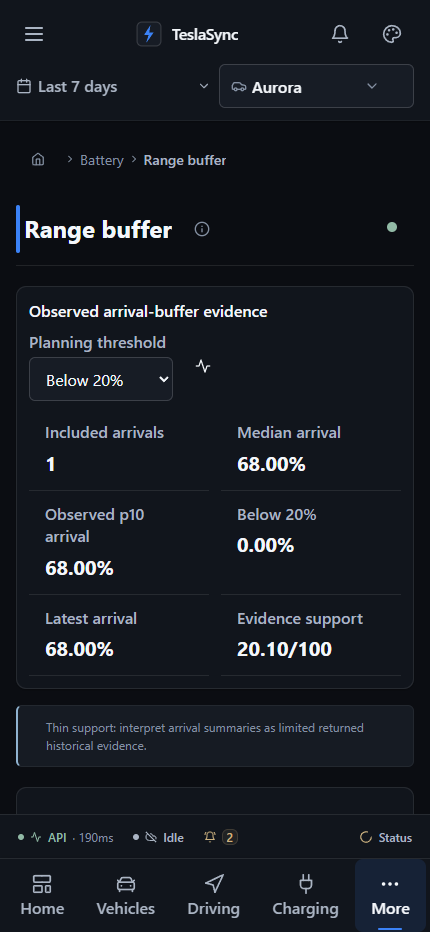 TeslaSync
Last 7 days
Aurora
Battery
Range buffer
Range buffer
Observed arrival-buffer evidence
Planning threshold
Below 20%
Included arrivals
1
Median arrival
68.00%
Observed p10
arrival
68.00%
Below 20%
0.00%
Latest arrival
68.00%
Evidence support
20.10/100
Thin support: interpret arrival summaries as limited returned
historical evidence.
API · 190ms
Idle
2
Status
Home
Vehicles
Driving
Charging
More